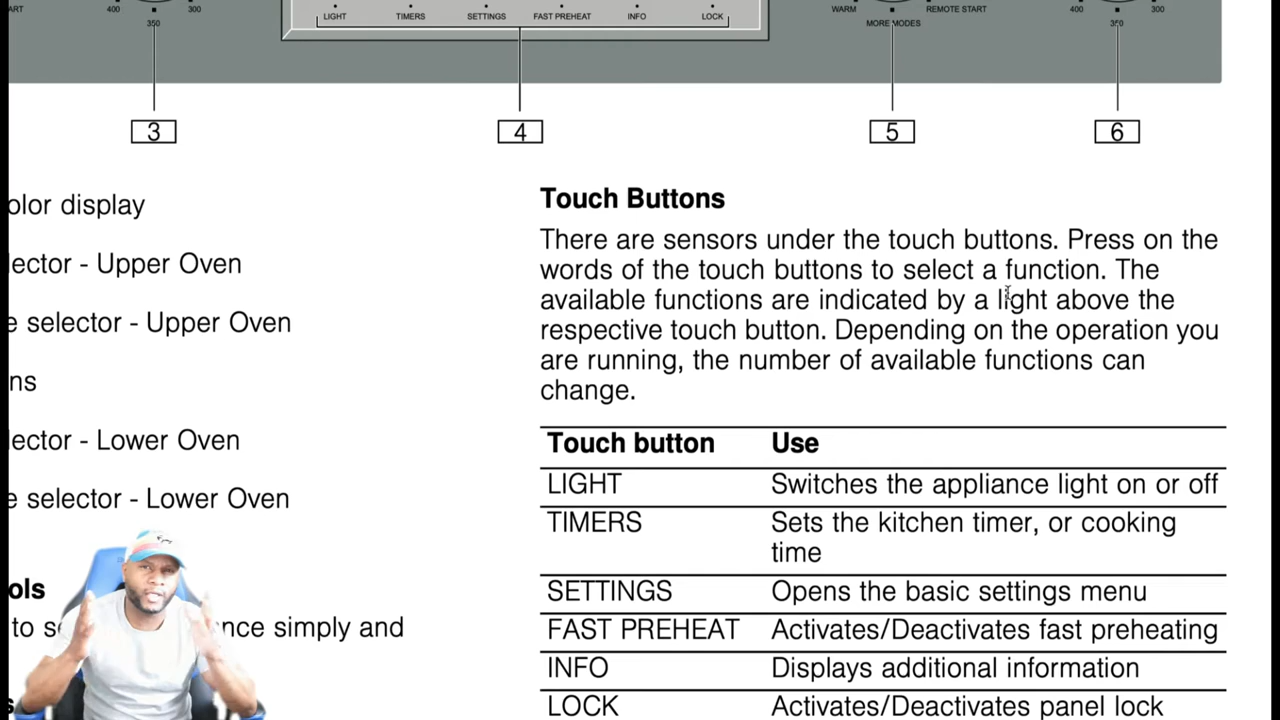 ART
400
300
350
LIGHT
TIMERS
SETTINGS
FAST PREHEAT
INFO
LOCK
WARM
REMOTE START
MORE MODES
400
300
3
4
5
6
olor display
lector - Upper Oven
e selector - Upper Oven
ns
lector - Lower Oven
e selector - Lower Oven
ols
to se nce simply and
Touch Buttons
There are sensors under the touch buttons. Press on the
words of the touch buttons to select a function. The
available functions are indicated by a light above the
respective touch button. Depending on the operation you
are running, the number of available functions can
change.
Touch button Use
LIGHT Switches the appliance light on or off
TIMERS Sets the kitchen timer, or cooking
time
SETTINGS Opens the basic settings menu
FAST PREHEAT Activates/Deactivates fast preheating
INFO Displays additional information
LOCK Activates/Deactivates panel lock